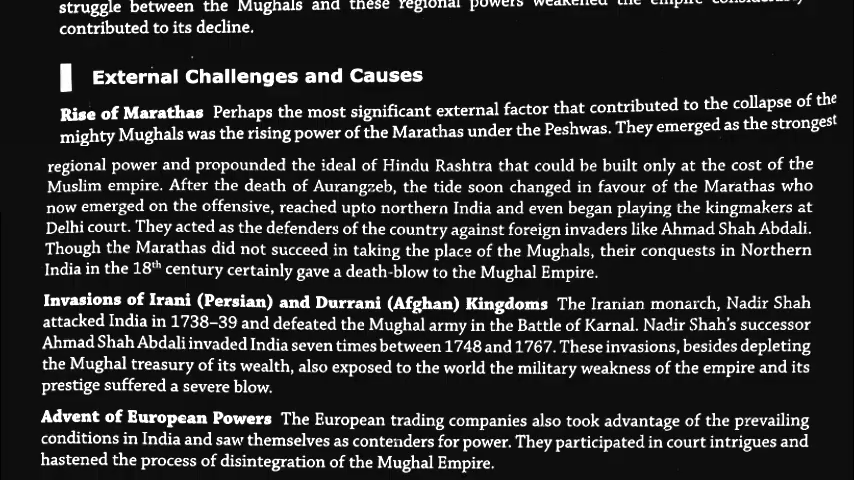 struggle between the Mughals and these regional powers weakened the empire considerably
contributed to its decline.
External Challenges and Causes
Rise of Marathas Perhaps the most significant external factor that contributed to the collapse of the
mighty Mughals was the rising power of the Marathas under the Peshwas. They emerged as the strongest
regional power and propounded the ideal of Hindu Rashtra that could be built only at the cost of the
Muslim empire. After the death of Aurangzeb, the tide soon changed in favour of the Marathas who
now emerged on the offensive, reached upto northern India and even began playing the kingmakers at
Delhi court. They acted as the defenders of the country against foreign invaders like Ahmad Shah Abdali.
Though the Marathas did not succeed in taking the place of the Mughals, their conquests in Northern
India in the 18th century certainly gave a death-blow to the Mughal Empire.
Invasions of Irani (Persian) and Durrani (Afghan) Kingdoms The Iranian monarch, Nadir Shah
attacked India in 1738–39 and defeated the Mughal army in the Battle of Karnal. Nadir Shah's successor
Ahmad Shah Abdali invaded India seven times between 1748 and 1767. These invasions, besides depleting
the Mughal treasury of its wealth, also exposed to the world the military weakness of the empire and its
prestige suffered a severe blow.
Advent of European Powers The European trading companies also took advantage of the prevailing
conditions in India and saw themselves as contenders for power. They participated in court intrigues and
hastened the process of disintegration of the Mughal Empire.